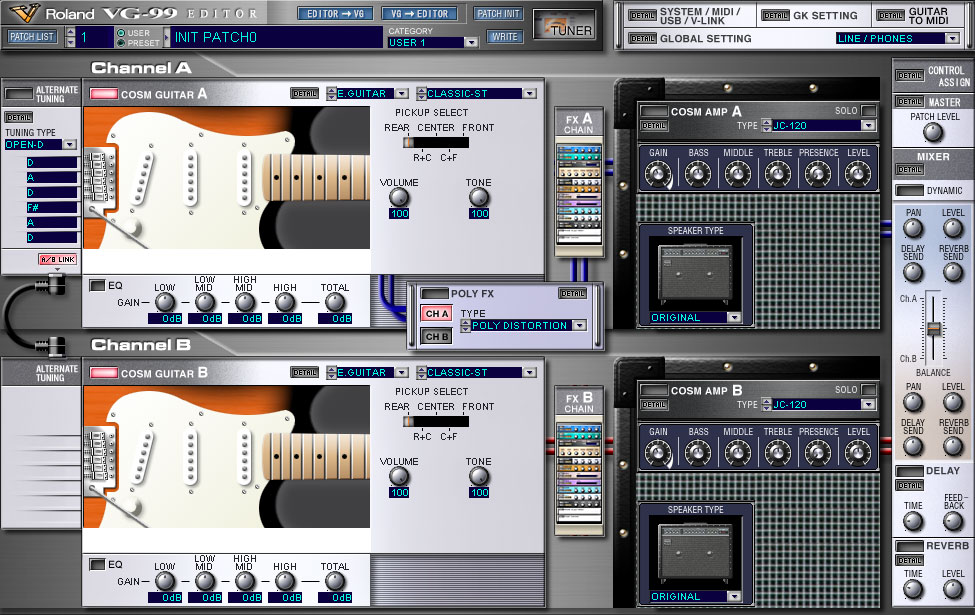 Roland VG-99 EDITOR
EDITOR → VG
VG → EDITOR
PATCH INIT
TUNER
PATCH LIST
1
USER
PRESET
INIT PATCH0
CATEGORY
USER 1
WRITE
DETAIL
SYSTEM / MIDI /
USB / V-LINK
DETAIL
GK SETTING
DETAIL
GUITAR
TO MIDI
DETAIL
GLOBAL SETTING
LINE / PHONES
Channel A
ALTERNATE
TUNING
DETAIL
TUNING TYPE
OPEN-D
D
A
D
F#
A
D
A/B LINK
COSM GUITAR A
DETAIL
E.GUITAR
CLASSIC-ST
PICKUP SELECT
REAR CENTER FRONT
R+C C+F
VOLUME
100
TONE
100
EQ
GAIN
LOW
LOW
MID
HIGH
MID
HIGH
TOTAL
0dB
0dB
0dB
0dB
0dB
FX A
CHAIN
POLY FX
DETAIL
CH A
CH B
TYPE
POLY DISTORTION
COSM AMP A
SOLO
DETAIL
TYPE
JC-120
GAIN BASS MIDDLE TREBLE PRESENCE LEVEL
SPEAKER TYPE
ORIGINAL
Channel B
ALTERNATE
TUNING
COSM GUITAR B
DETAIL
E.GUITAR
CLASSIC-ST
PICKUP SELECT
REAR CENTER FRONT
R+C C+F
VOLUME
100
TONE
100
EQ
GAIN
LOW
LOW
MID
HIGH
MID
HIGH
TOTAL
0dB
0dB
0dB
0dB
0dB
FX B
CHAIN
COSM AMP B
SOLO
DETAIL
TYPE
JC-120
GAIN BASS MIDDLE TREBLE PRESENCE LEVEL
SPEAKER TYPE
ORIGINAL
DETAIL
CONTROL
ASSIGN
DETAIL
MASTER
PATCH LEVEL
MIXER
DETAIL
DYNAMIC
PAN
LEVEL
DELAY
SEND
REVERB
SEND
Ch.A
Ch.B
BALANCE
PAN
LEVEL
DELAY
SEND
REVERB
SEND
DELAY
DETAIL
TIME
FEED-
BACK
REVERB
DETAIL
TIME
LEVEL